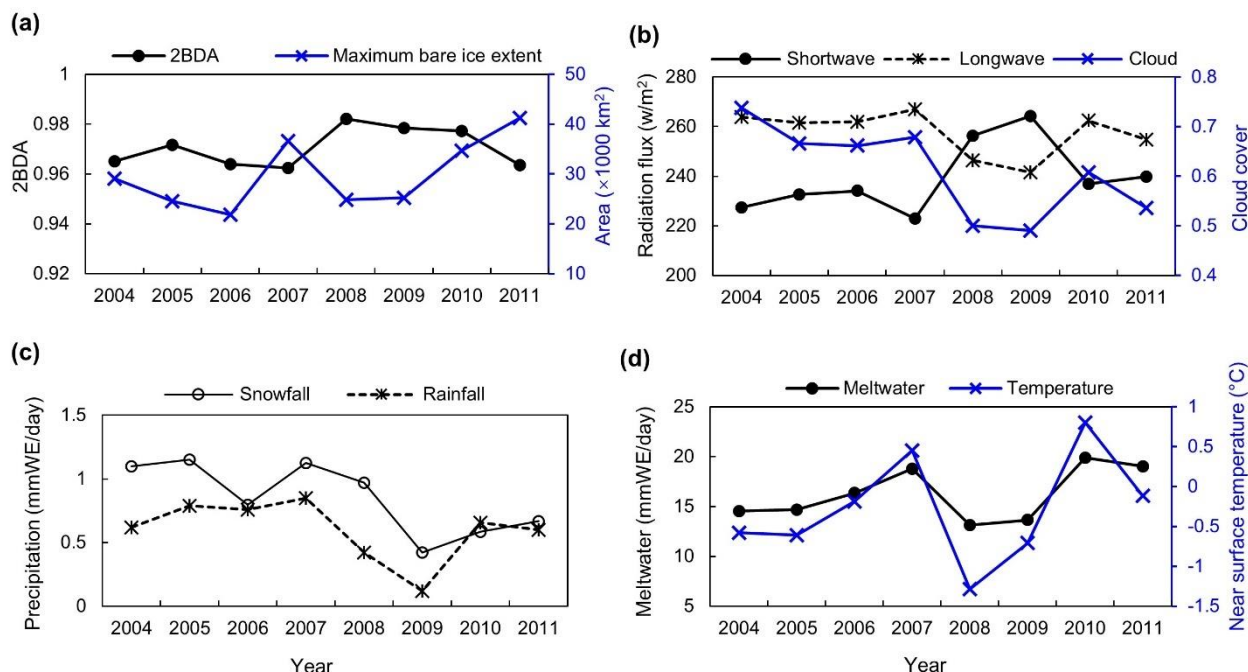 (a)
2BDA Maximum bare ice extent
1 50
0.98 40
0.96 30
0.94 20
0.92 10
2BDA
Area (×1000 km²)
2004 2005 2006 2007 2008 2009 2010 2011
(b)
Shortwave Longwave Cloud
280 0.8
260 0.7
240 0.6
220 0.5
200 0.4
Radiation flux (w/m²)
Cloud cover
2004 2005 2006 2007 2008 2009 2010 2011
(c)
Snowfall Rainfall
1.5
1
0.5
0
Precipitation (mmWE/day)
2004 2005 2006 2007 2008 2009 2010 2011
Year
(d)
Meltwater Temperature
25 1
0.5
20 0
15 -0.5
10 -1
5 -1.5
Meltwater (mmWE/day)
Near surface temperature (°C)
2004 2005 2006 2007 2008 2009 2010 2011
Year